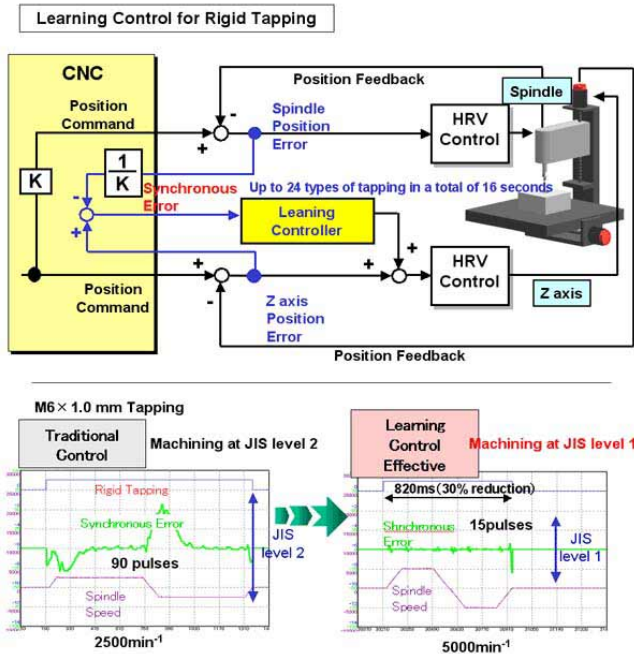 Learning Control for Rigid Tapping
CNC
Position Feedback
Spindle
Position
Command
-
+
Spindle
Position
Error
HRV
Control
K
1
K
-
+
Synchronous
Error
Up to 24 types of tapping in a total of 16 seconds
Leaning
Controller
+
+
+
-
Position
Command
Z axis
Position
Error
HRV
Control
Z axis
Position Feedback
M6× 1.0 mm Tapping
Traditional
Control
Machining at JIS level 2
Learning
Control
Effective
Machining at JIS level 1
Rigid Tapping
Synchronous Error
90 pulses
Spindle
Speed
JIS
level 2
2500min-1
820ms(30% reduction)
Shnchronous
Error
15pulses
JIS
level 1
Spindle
Speed
5000min-1